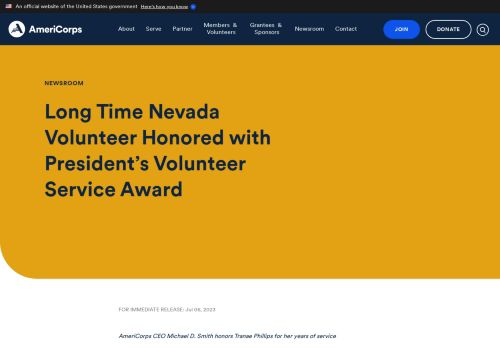 An official website of the United States government Here's how you know
AmeriCorps
About Serve Partner Members & Volunteers Grantees & Sponsors Newsroom Contact JOIN DONATE
NEWSROOM
Long Time Nevada
Volunteer Honored with
President's Volunteer
Service Award
FOR IMMEDIATE RELEASE: Jul 06, 2023
AmeriCorps CEO Michael D. Smith honors Tranae Phillips for her years of service